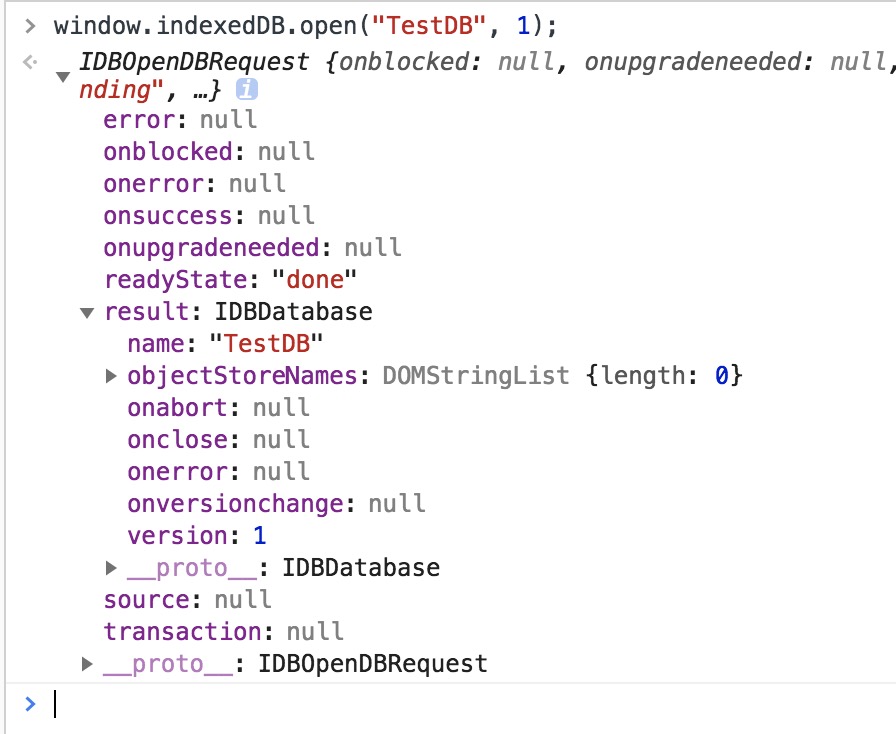 > window.indexedDB.open("TestDB", 1);
IDBOpenDBRequest {onblocked: null, onupgradeneeded: null,
nding", …} i
error: null
onblocked: null
onerror: null
onsuccess: null
onupgradeneeded: null
readyState: "done"
▼ result: IDBDatabase
name: "TestDB"
▶ objectStoreNames: DOMStringList {length: 0}
onabort: null
onclose: null
onerror: null
onversionchange: null
version: 1
▶ __proto__: IDBDatabase
source: null
transaction: null
▶ __proto__: IDBOpenDBRequest
>